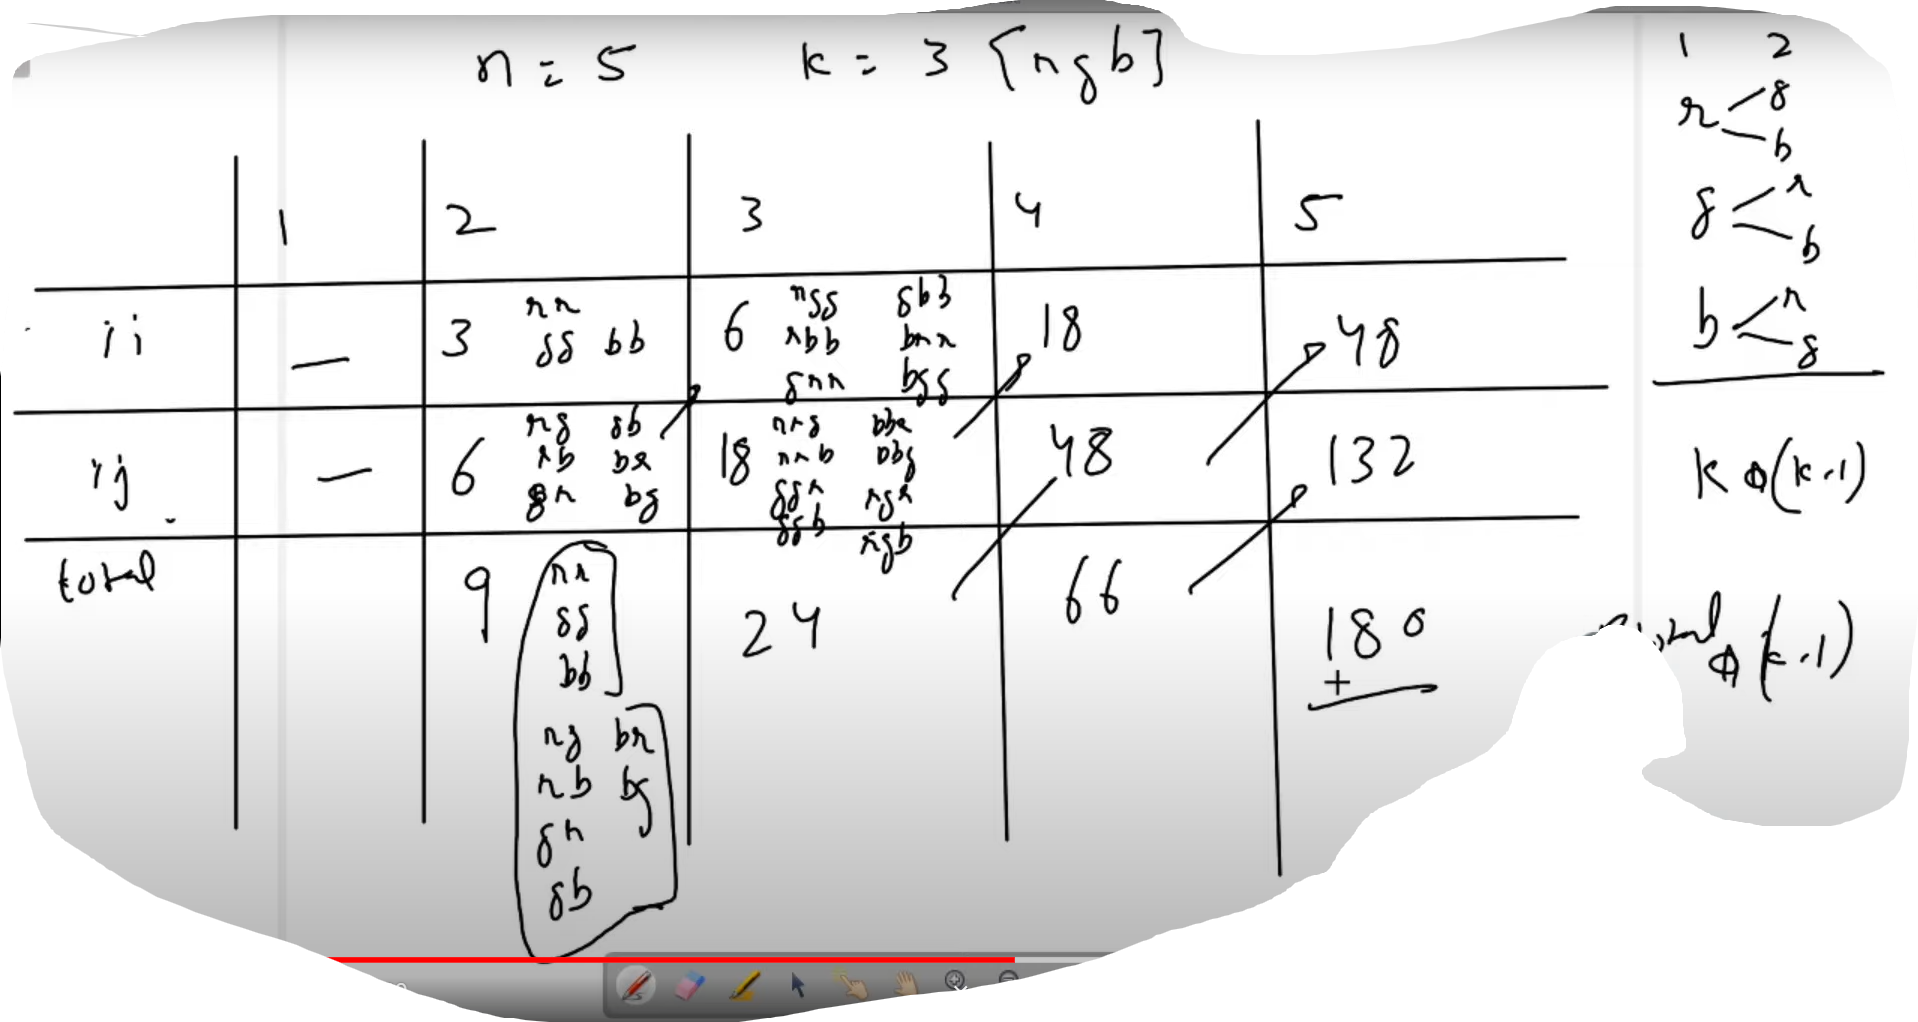 n = 5 k = 3 [r g b]
1 2 3 4 5
ii — 3 rr gg bb 6 rgg rbb grr gbb brr bgg 18 48
ij — 6 rg rb gr gb br bg 18 rrg rrb ggr ggb bbr bbg rgr rgb 48 132
total 9 24 66 180
+
rr
gg
bb
rg br
rb bg
gr
gb
1 2
r g
b
g r
b
b r
g
k * (k-1)
total * (k-1)